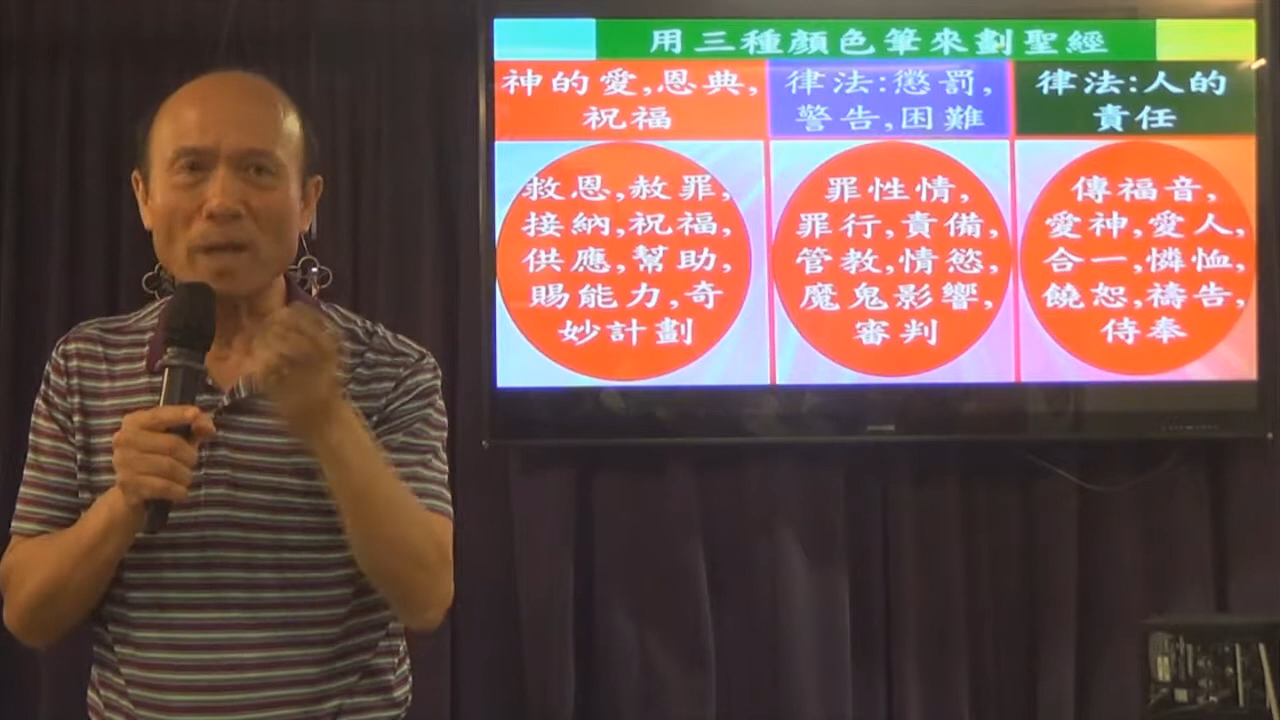 用三種顏色筆來劃聖經
神的愛,恩典,
祝福
律法:懲罰,
警告,困難
律法:人的
責任
救恩,赦罪,
接納,祝福,
供應,幫助,
賜能力,奇
妙計劃
罪性情,
罪行,責備,
管教,情慾,
魔鬼影響,
審判
傳福音,
愛神,愛人,
合一,憐恤,
饒恕,禱告,
侍奉